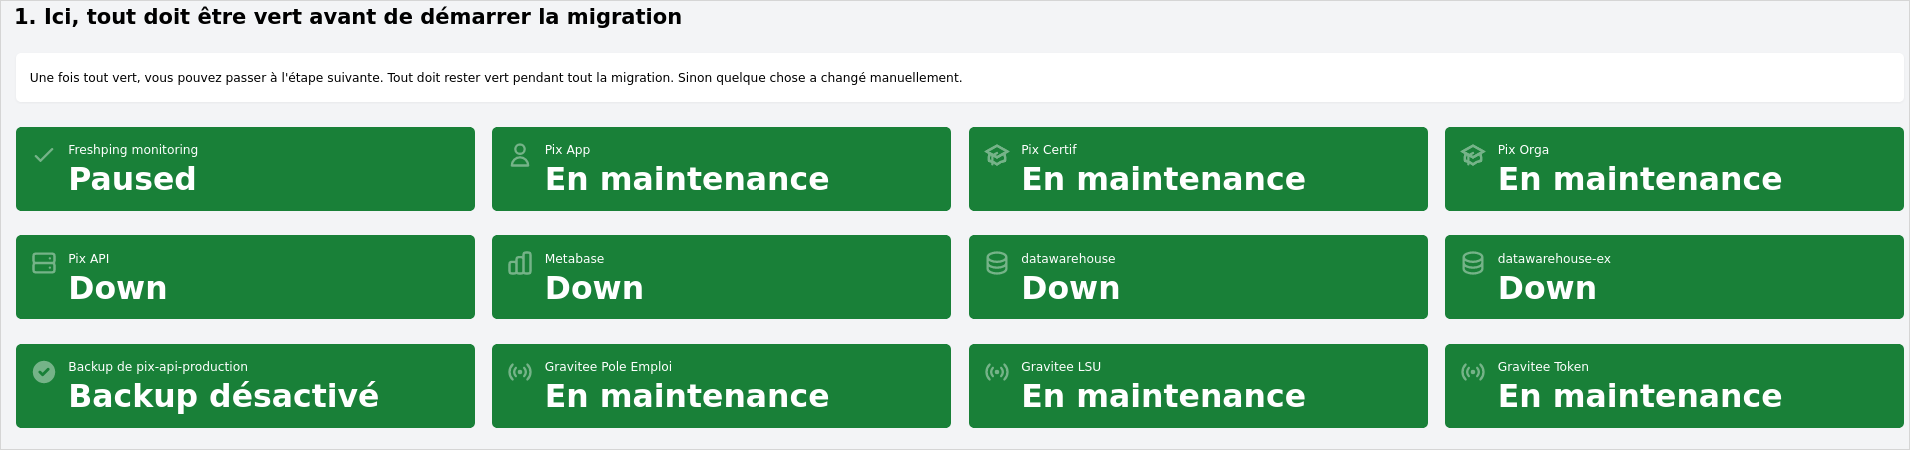 1. Ici, tout doit être vert avant de démarrer la migration
Une fois tout vert, vous pouvez passer à l'étape suivante. Tout doit rester vert pendant tout la migration. Sinon quelque chose a changé manuellement.
Freshping monitoring
Paused
Pix App
En maintenance
Pix Certif
En maintenance
Pix Orga
En maintenance
Pix API
Down
Metabase
Down
datawarehouse
Down
datawarehouse-ex
Down
Backup de pix-api-production
Backup désactivé
Gravitee Pole Emploi
En maintenance
Gravitee LSU
En maintenance
Gravitee Token
En maintenance